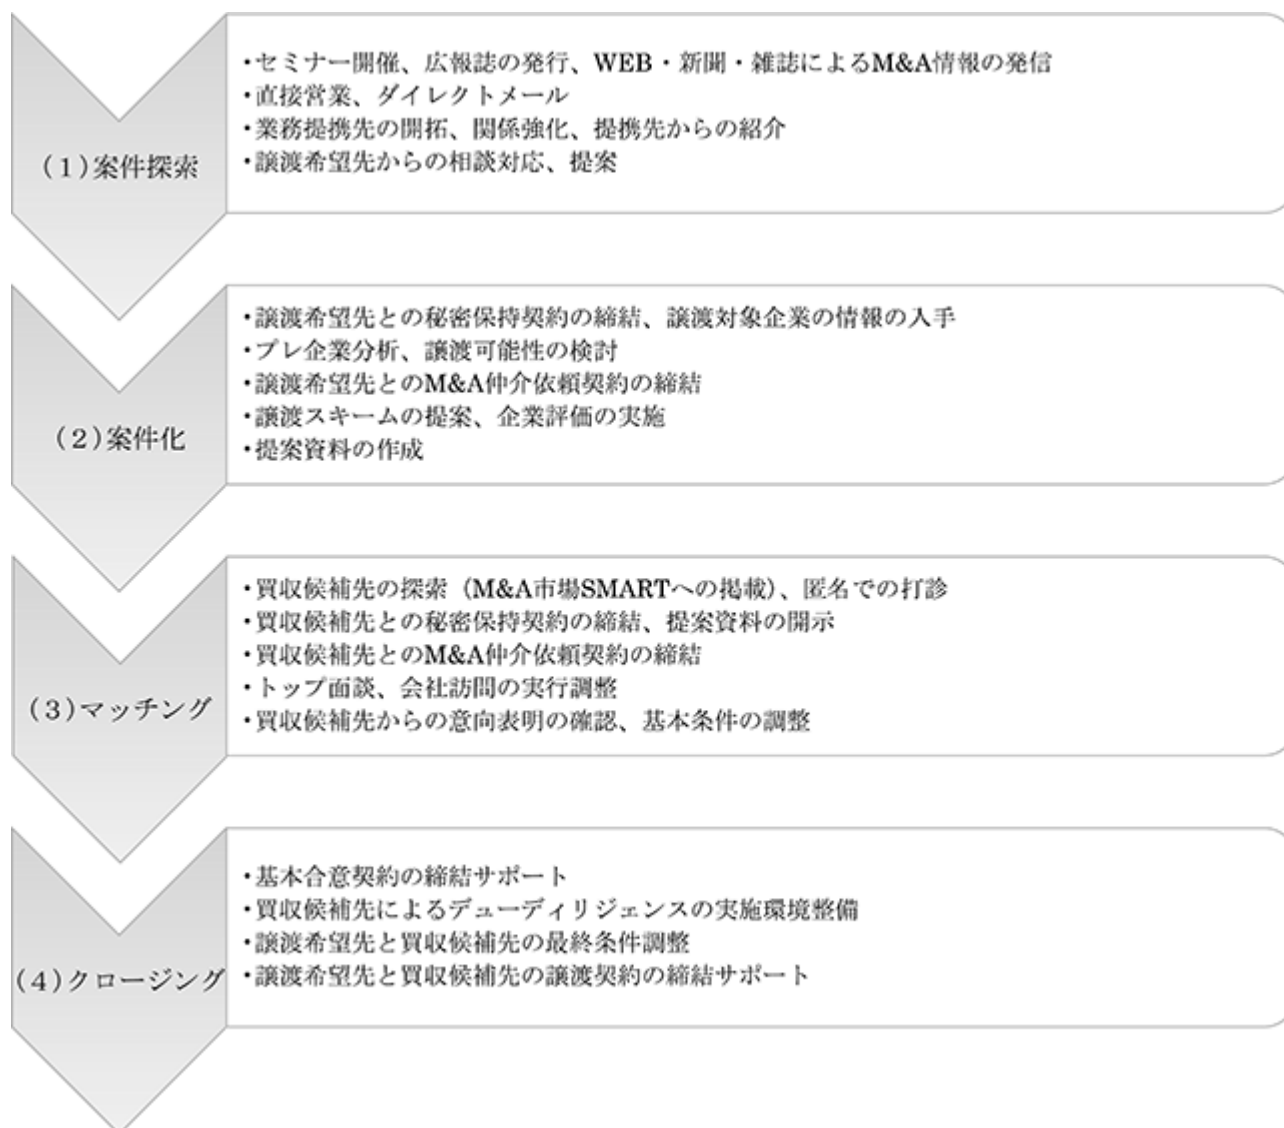 (1)案件探索
・セミナー開催、広報誌の発行、WEB・新聞・雑誌によるM&A情報の発信
・直接営業、ダイレクトメール
・業務提携先の開拓、関係強化、提携先からの紹介
・譲渡希望先からの相談対応、提案
(2)案件化
・譲渡希望先との秘密保持契約の締結、譲渡対象企業の情報の入手
・プレ企業分析、譲渡可能性の検討
・譲渡希望先とのM&A仲介依頼契約の締結
・譲渡スキームの提案、企業評価の実施
・提案資料の作成
(3)マッチング
・買収候補先の探索（M&A市場SMARTへの掲載）、匿名での打診
・買収候補先との秘密保持契約の締結、提案資料の開示
・買収候補先とのM&A仲介依頼契約の締結
・トップ面談、会社訪問の実行調整
・買収候補先からの意向表明の確認、基本条件の調整
(4)クロージング
・基本合意契約の締結サポート
・買収候補先によるデューディリジェンスの実施環境整備
・譲渡希望先と買収候補先の最終条件調整
・譲渡希望先と買収候補先の譲渡契約の締結サポート